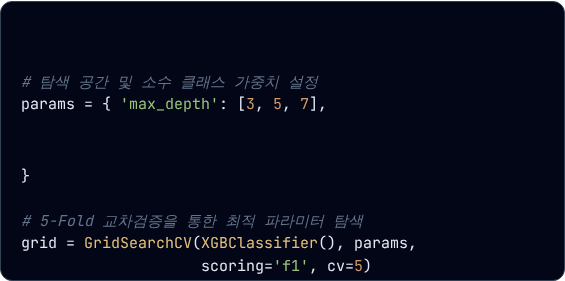 # 탐색 공간 및 소수 클래스 가중치 설정
params = { 'max_depth': [3, 5, 7],
}
# 5-Fold 교차검증을 통한 최적 파라미터 탐색
grid = GridSearchCV(XGBClassifier(), params,
scoring='f1', cv=5)